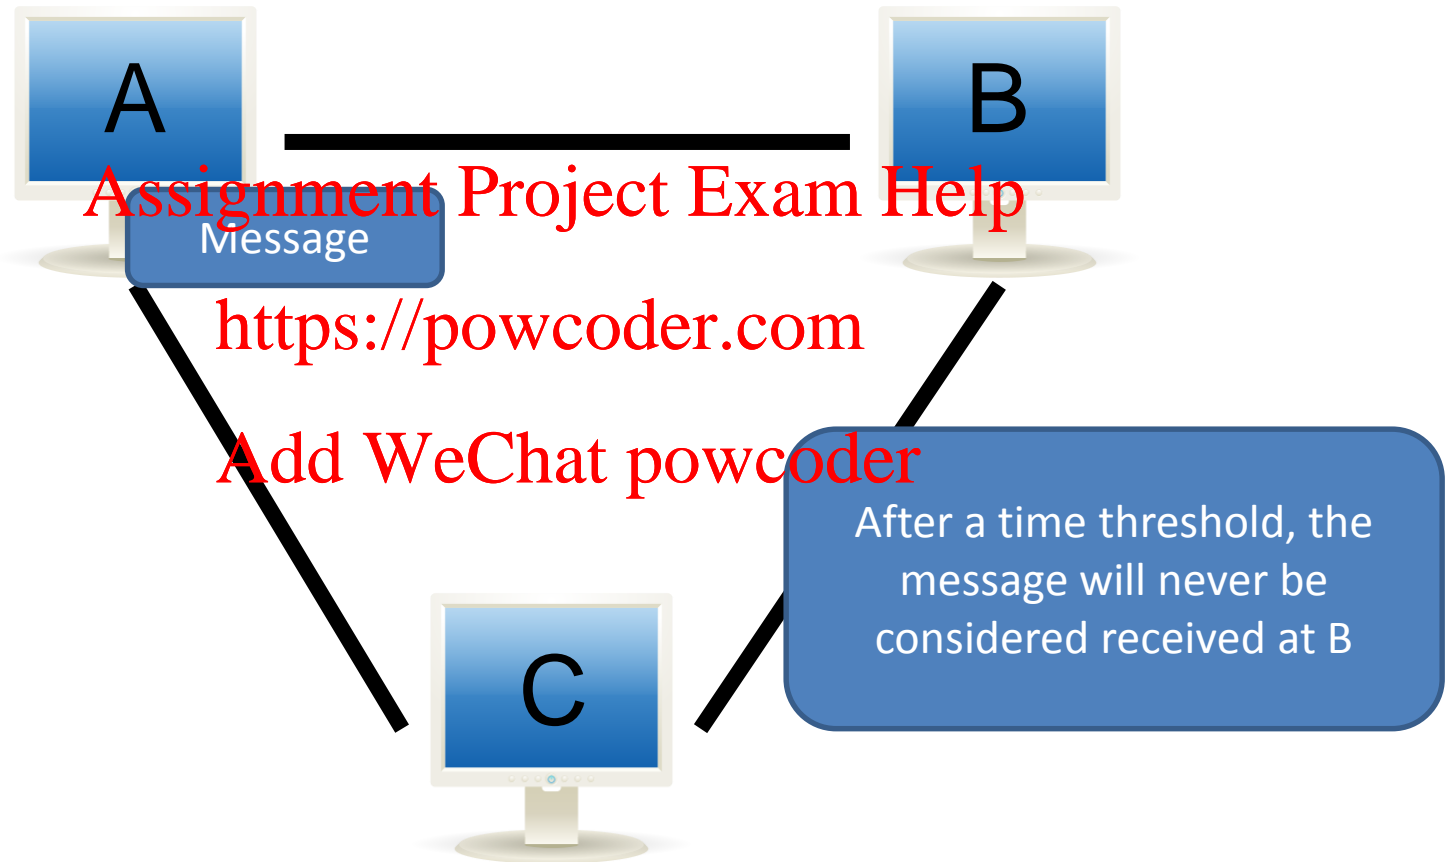 A
B
Assignment Project Exam Help
Message
https://powcoder.com
Add WeChat powcoder
After a time threshold, the
message will never be
considered received at B
C